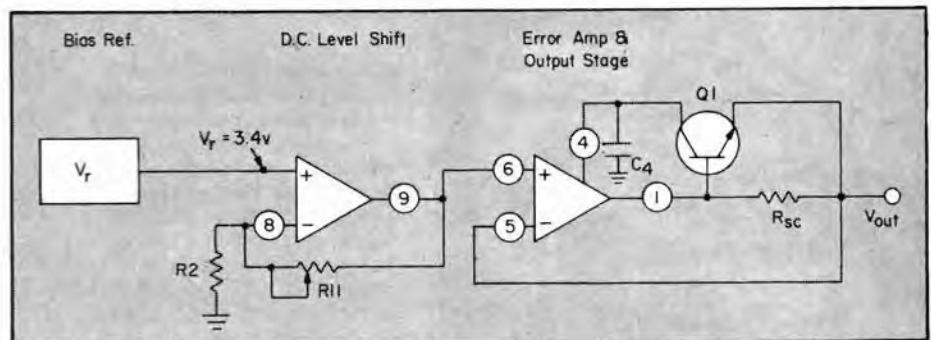 Bias Ref.
D.C. Level Shift
Error Amp &
Output Stage
Q1
Vr = 3.4v
Vr
+
9
6
+
4
C4
1
8
−
5
−
Rsc
Vout
R2
R11